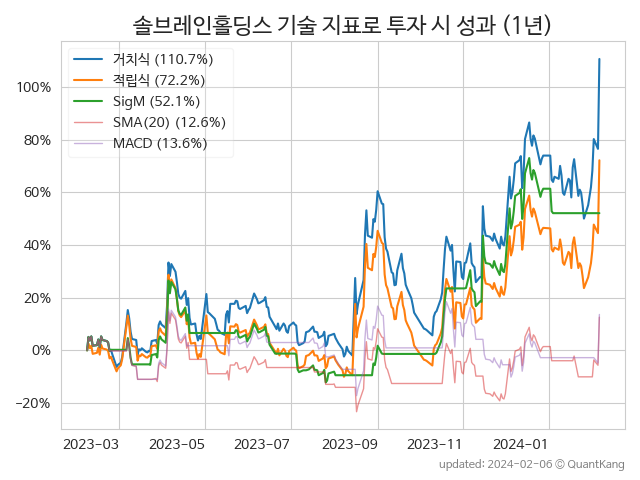 솔브레인홀딩스 기술 지표로 투자 시 성과 (1년)
거치식 (110.7%)
적립식 (72.2%)
SigM (52.1%)
SMA(20) (12.6%)
MACD (13.6%)
100%
80%
60%
40%
20%
0%
−20%
2023-03 2023-05 2023-07 2023-09 2023-11 2024-01
updated: 2024-02-06 © QuantKang